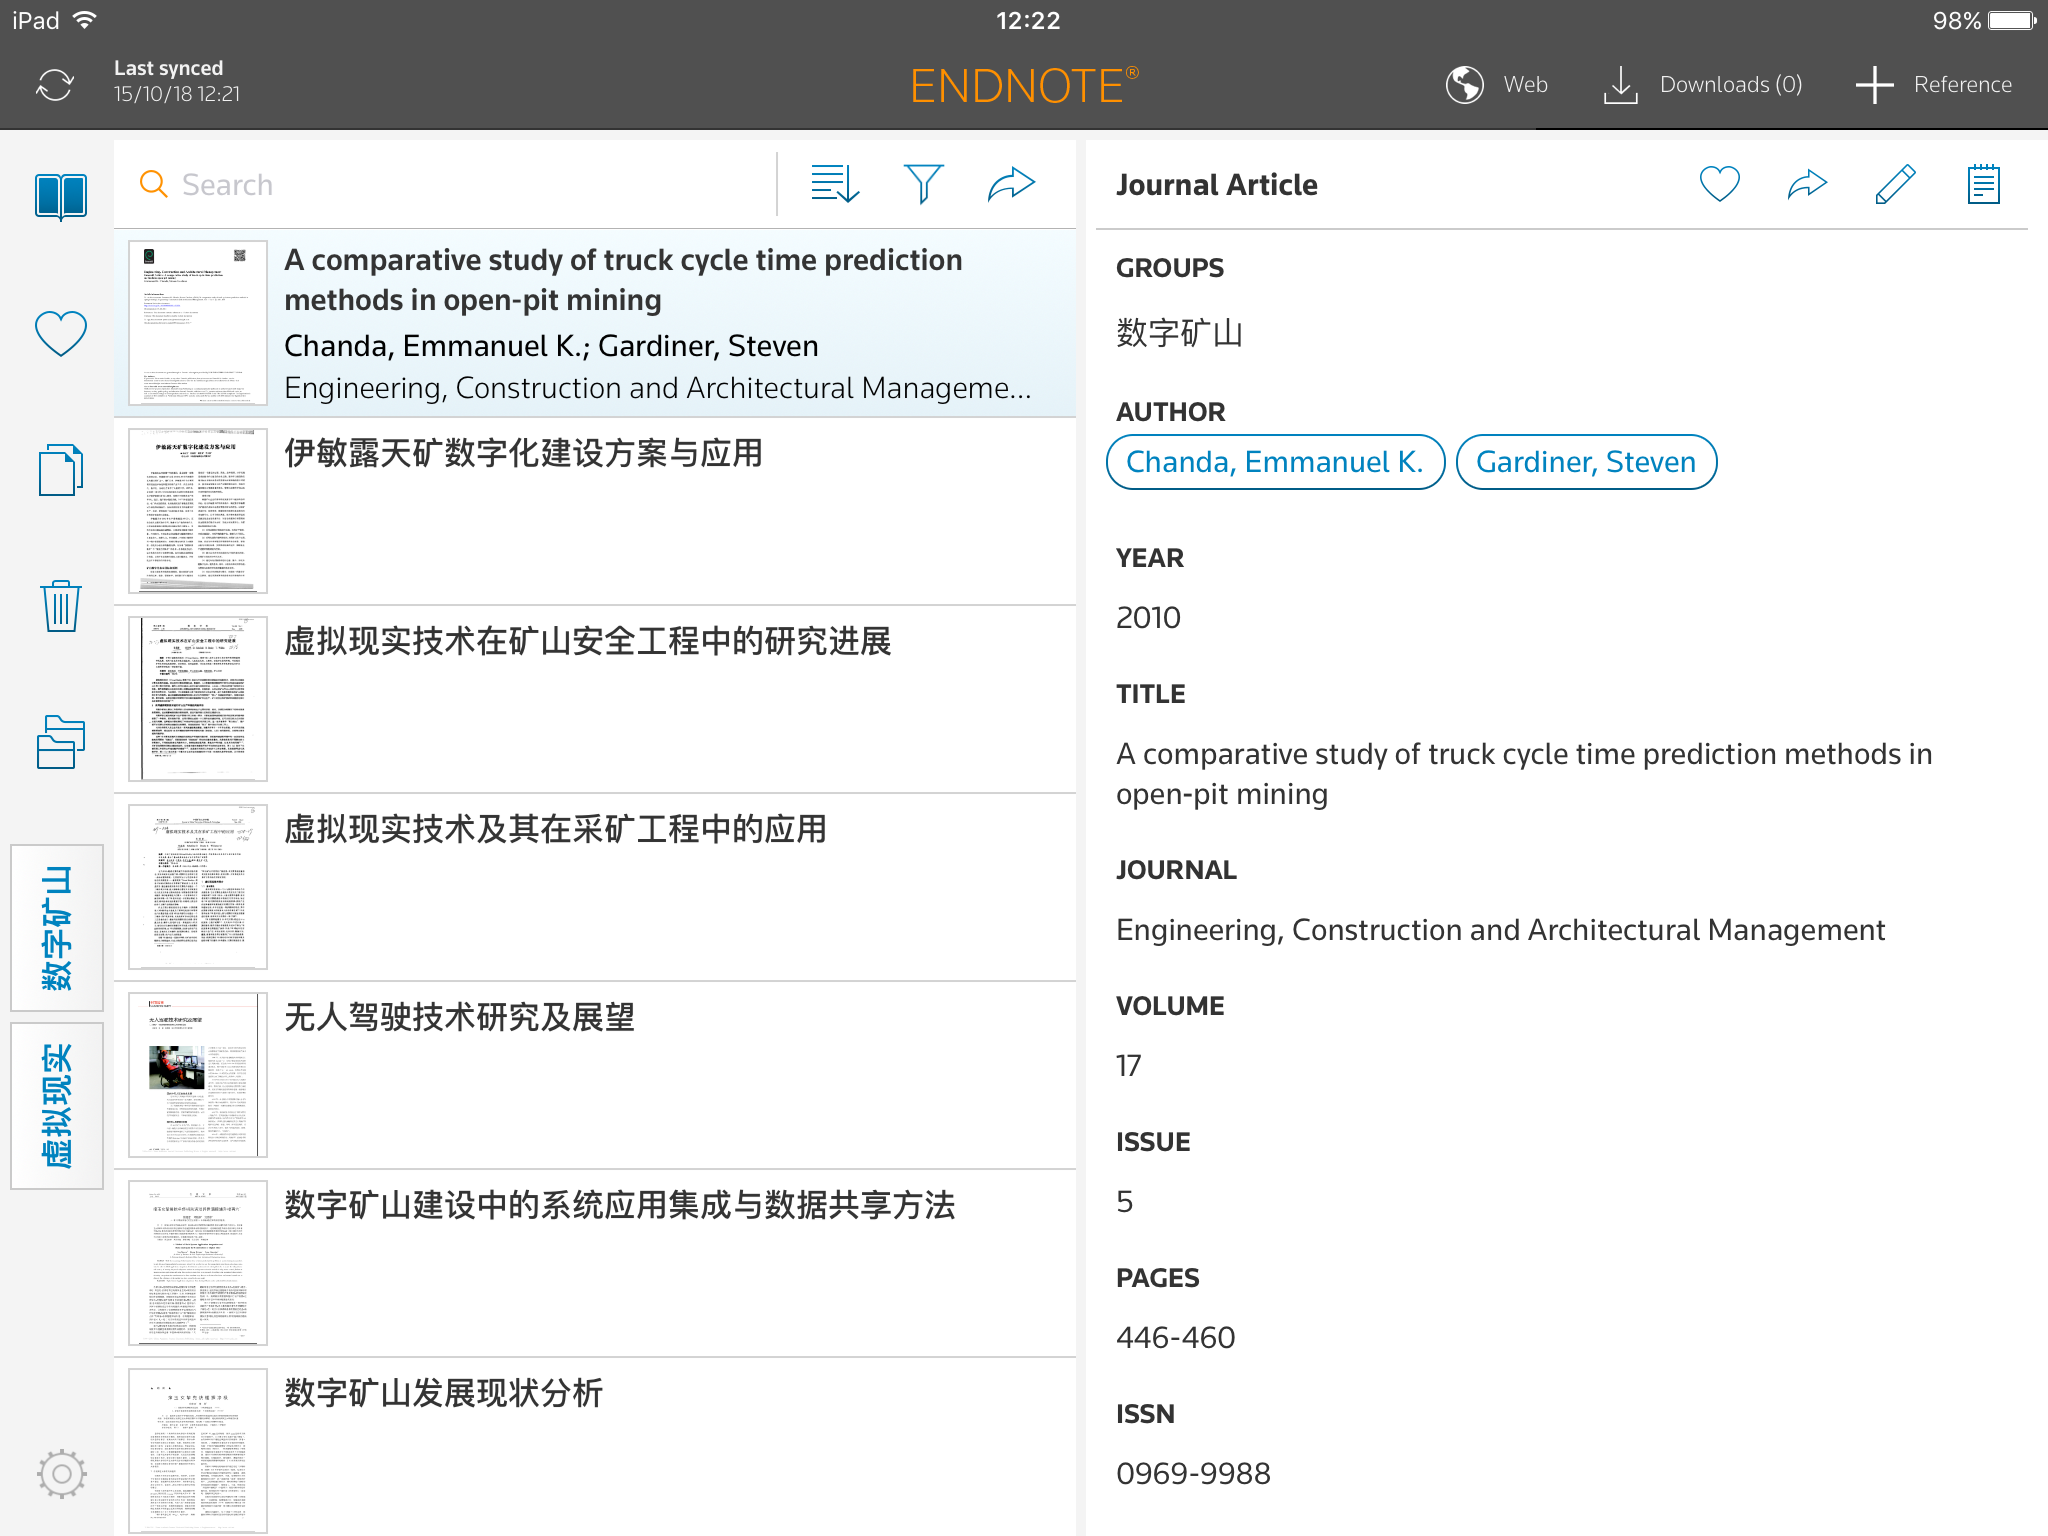 iPad
12:22
98%
Last synced
15/10/18 12:21
ENDNOTE®
Web
Downloads (0)
Reference
数字矿山
虚拟现实
Search
A comparative study of truck cycle time prediction
methods in open-pit mining
Chanda, Emmanuel K.; Gardiner, Steven
Engineering, Construction and Architectural Manageme...
伊敏露天矿数字化建设方案与应用
虚拟现实技术在矿山安全工程中的研究进展
虚拟现实技术及其在采矿工程中的应用
无人驾驶技术研究及展望
数字矿山建设中的系统应用集成与数据共享方法
数字矿山发展现状分析
Journal Article
GROUPS
数字矿山
AUTHOR
Chanda, Emmanuel K.
Gardiner, Steven
YEAR
2010
TITLE
A comparative study of truck cycle time prediction methods in
open-pit mining
JOURNAL
Engineering, Construction and Architectural Management
VOLUME
17
ISSUE
5
PAGES
446-460
ISSN
0969-9988